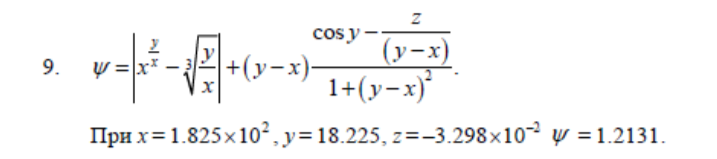 9. ψ = |x^(y/x) − ∛(y/x)| + (y−x) (cos y − z/(y−x)) / (1+(y−x)²).
При x=1.825×10², y=18.225, z=−3.298×10⁻² ψ =1.2131.